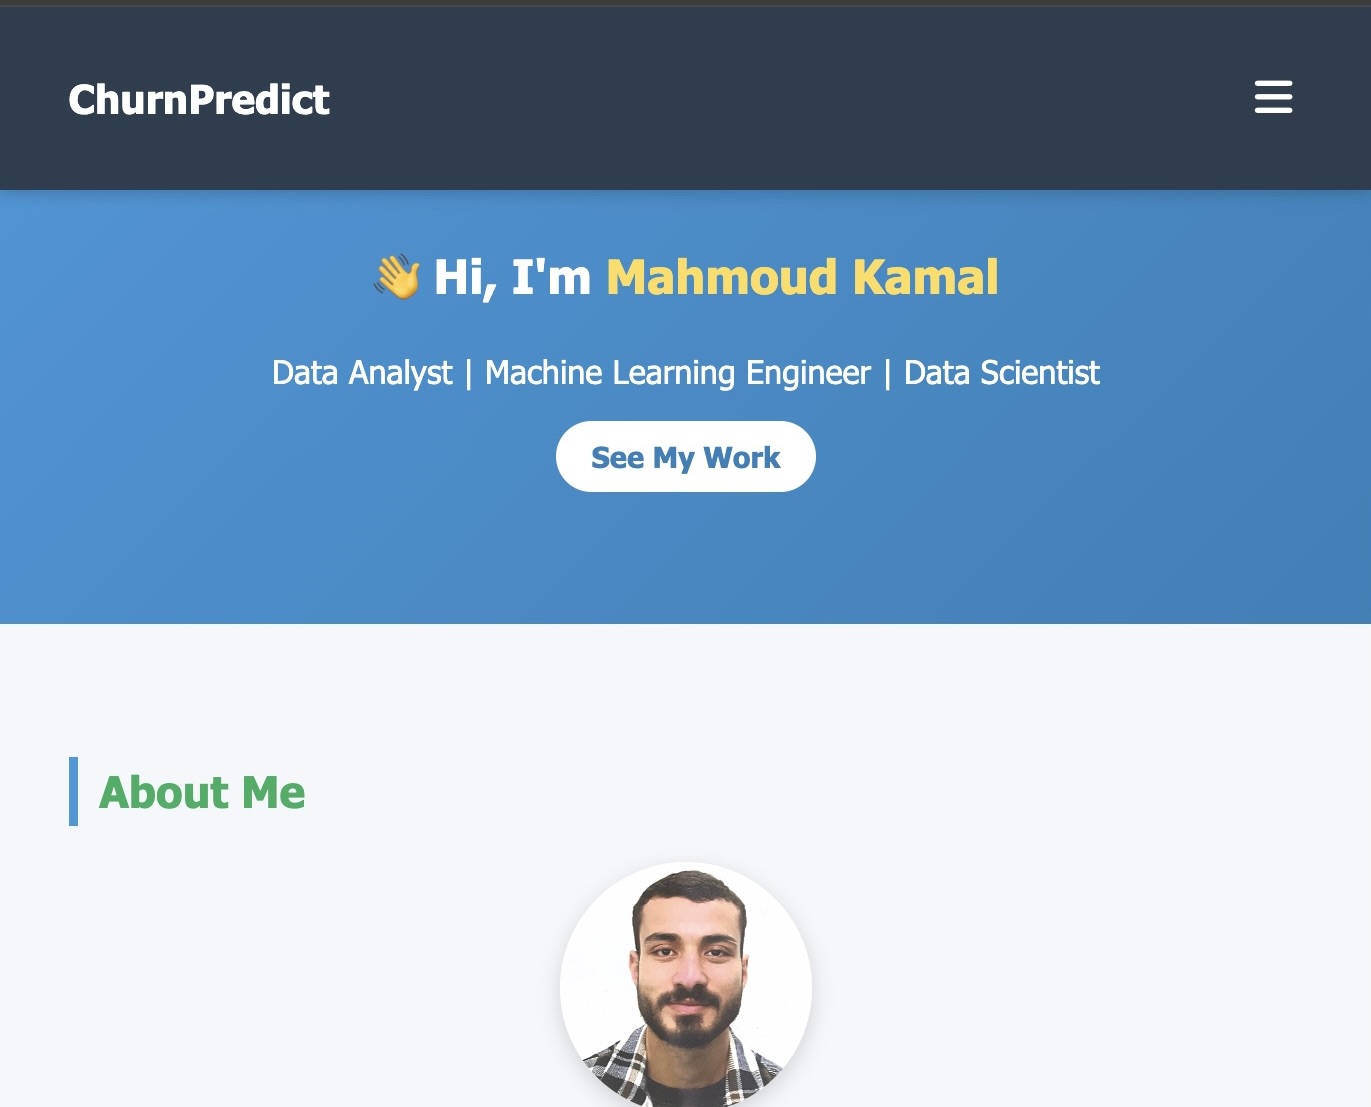 ChurnPredict
👋 Hi, I'm Mahmoud Kamal
Data Analyst | Machine Learning Engineer | Data Scientist
See My Work
About Me